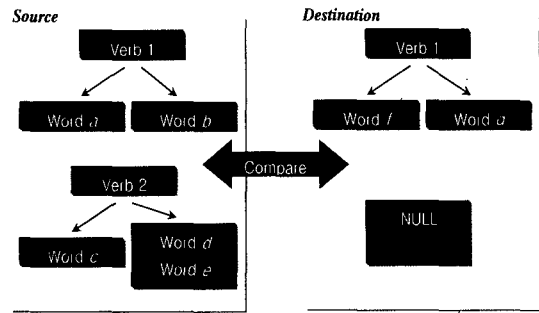 Source
Destination
Verb 1
Verb 1
Word a Word b
Word f Word g
Compare
Verb 2
NULL
Word c
Word d
Word e